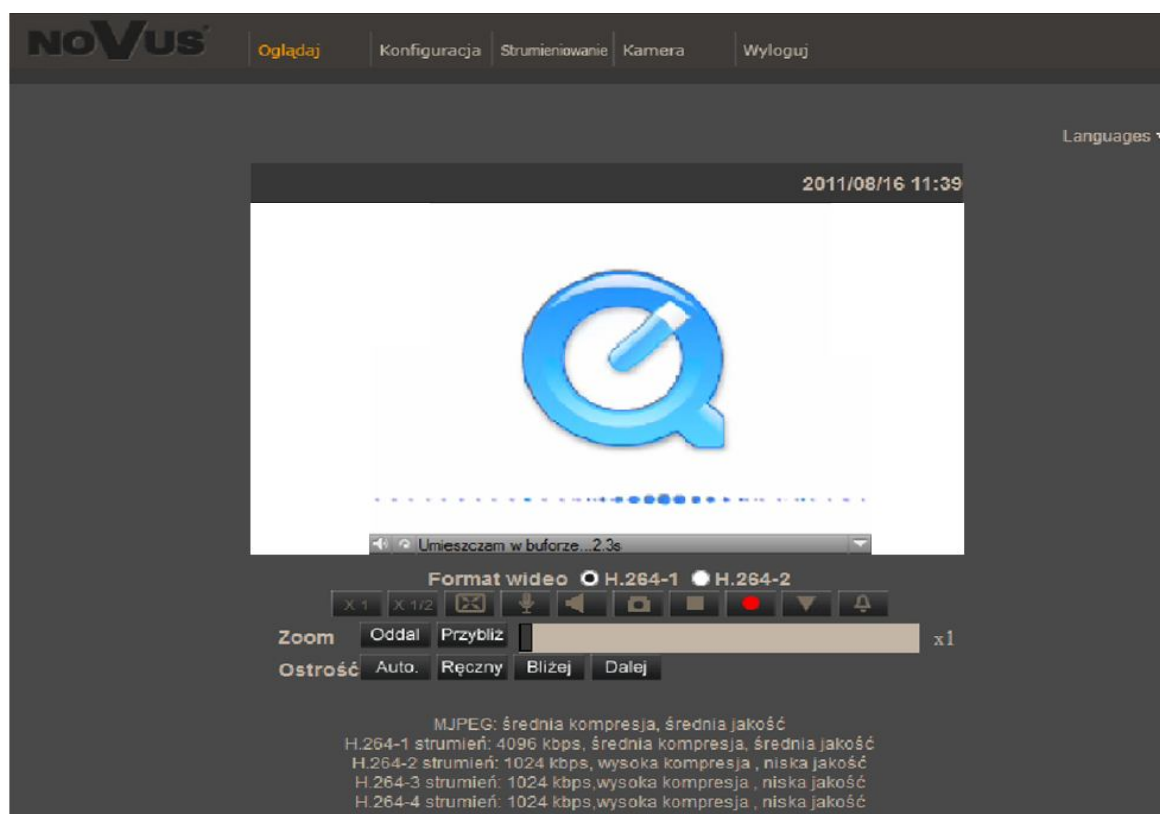 NOVUS
Oglądaj Konfiguracja Strumieniowanie Kamera Wyloguj
Languages
2011/08/16 11:39
Umieszczam w buforze...2.3s
Format wideo H.264-1 H.264-2
X 1 X 1/2
Zoom Oddal Przybliż x1
Ostrość Auto. Ręczny Bliżej Dalej
MJPEG: średnia kompresja, średnia jakość
H.264-1 strumień: 4096 kbps, średnia kompresja, średnia jakość
H.264-2 strumień: 1024 kbps, wysoka kompresja , niska jakość
H.264-3 strumień: 1024 kbps,wysoka kompresja , niska jakość
H.264-4 strumień: 1024 kbps,wysoka kompresja , niska jakość